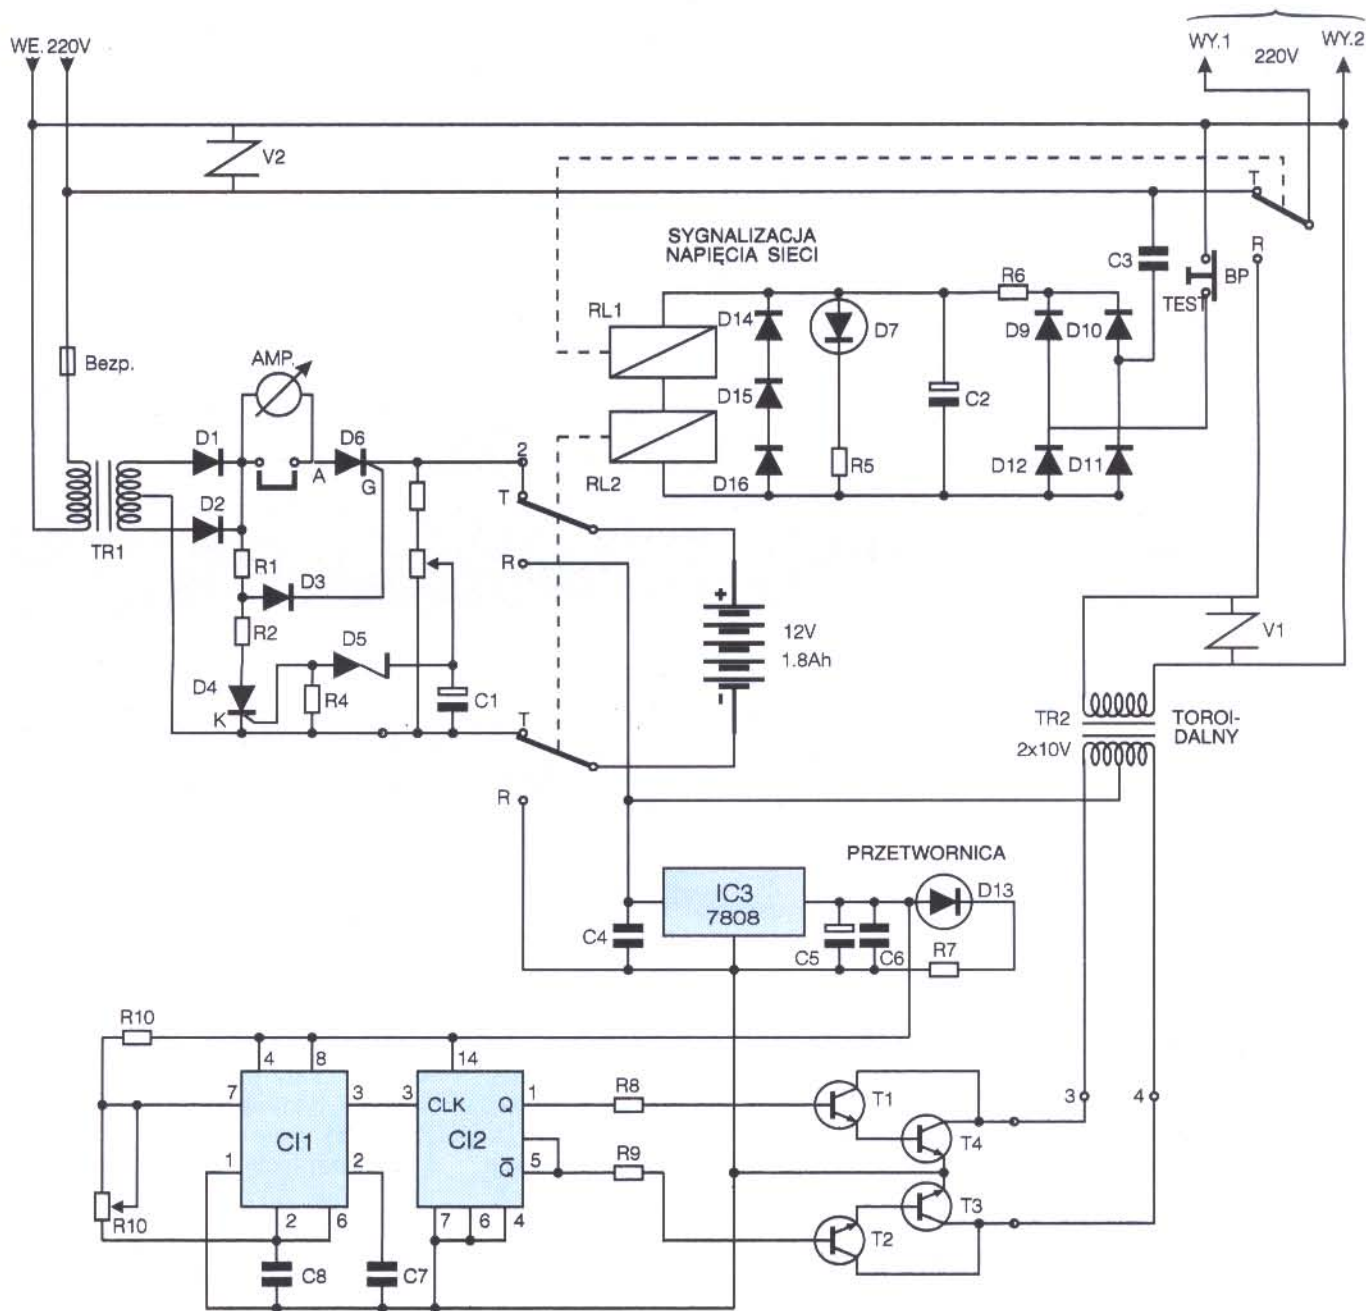 WE. 220V
WY.1
220V
WY.2
V2
T
R
SYGNALIZACJA
NAPIĘCIA SIECI
C3
BP
TEST
R6
RL1
D14
D7
D9
D10
Bezp.
AMP.
D15
C2
D1
D6
2
A
G
RL2
D16
R5
D12
D11
T
D2
TR1
R1
D3
R
R2
D5
+
12V
1.8Ah
-
V1
D4
K
R4
C1
T
TR2
2x10V
TOROI-
DALNY
R
PRZETWORNICA
IC3
7808
D13
C4
C5
C6
R7
R10
4
8
14
7
3
3
CLK
Q
1
R8
T1
3
4
CI1
CI2
T4
1
2
Q̅
5
R9
T3
R10
2
6
7
6
4
T2
C8
C7